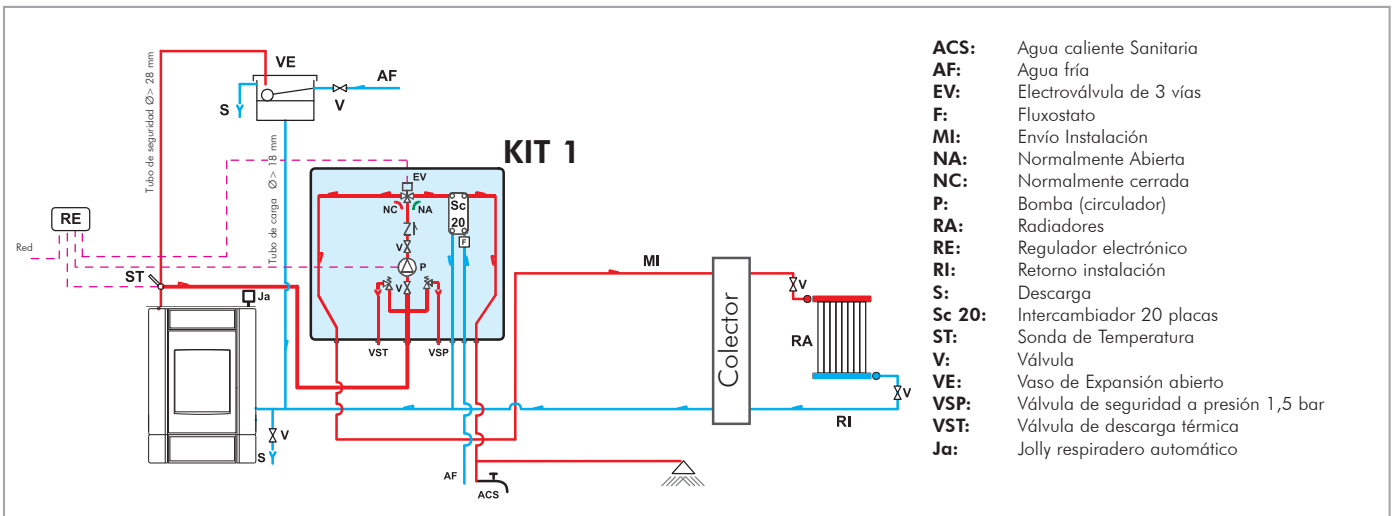 VE
AF
S
V
Tubo de seguridad Ø> 28 mm
Tubo de carga Ø> 18 mm
KIT 1
EV
NC
NA
Sc
20
F
V
P
V
RE
Red
ST
Ja
VST
VSP
MI
Colector
V
RA
V
RI
V
S
AF
ACS
ACS: Agua caliente Sanitaria
AF: Agua fría
EV: Electroválvula de 3 vías
F: Fluxostato
MI: Envío Instalación
NA: Normalmente Abierta
NC: Normalmente cerrada
P: Bomba (circulador)
RA: Radiadores
RE: Regulador electrónico
RI: Retorno instalación
S: Descarga
Sc 20: Intercambiador 20 placas
ST: Sonda de Temperatura
V: Válvula
VE: Vaso de Expansión abierto
VSP: Válvula de seguridad a presión 1,5 bar
VST: Válvula de descarga térmica
Ja: Jolly respiradero automático